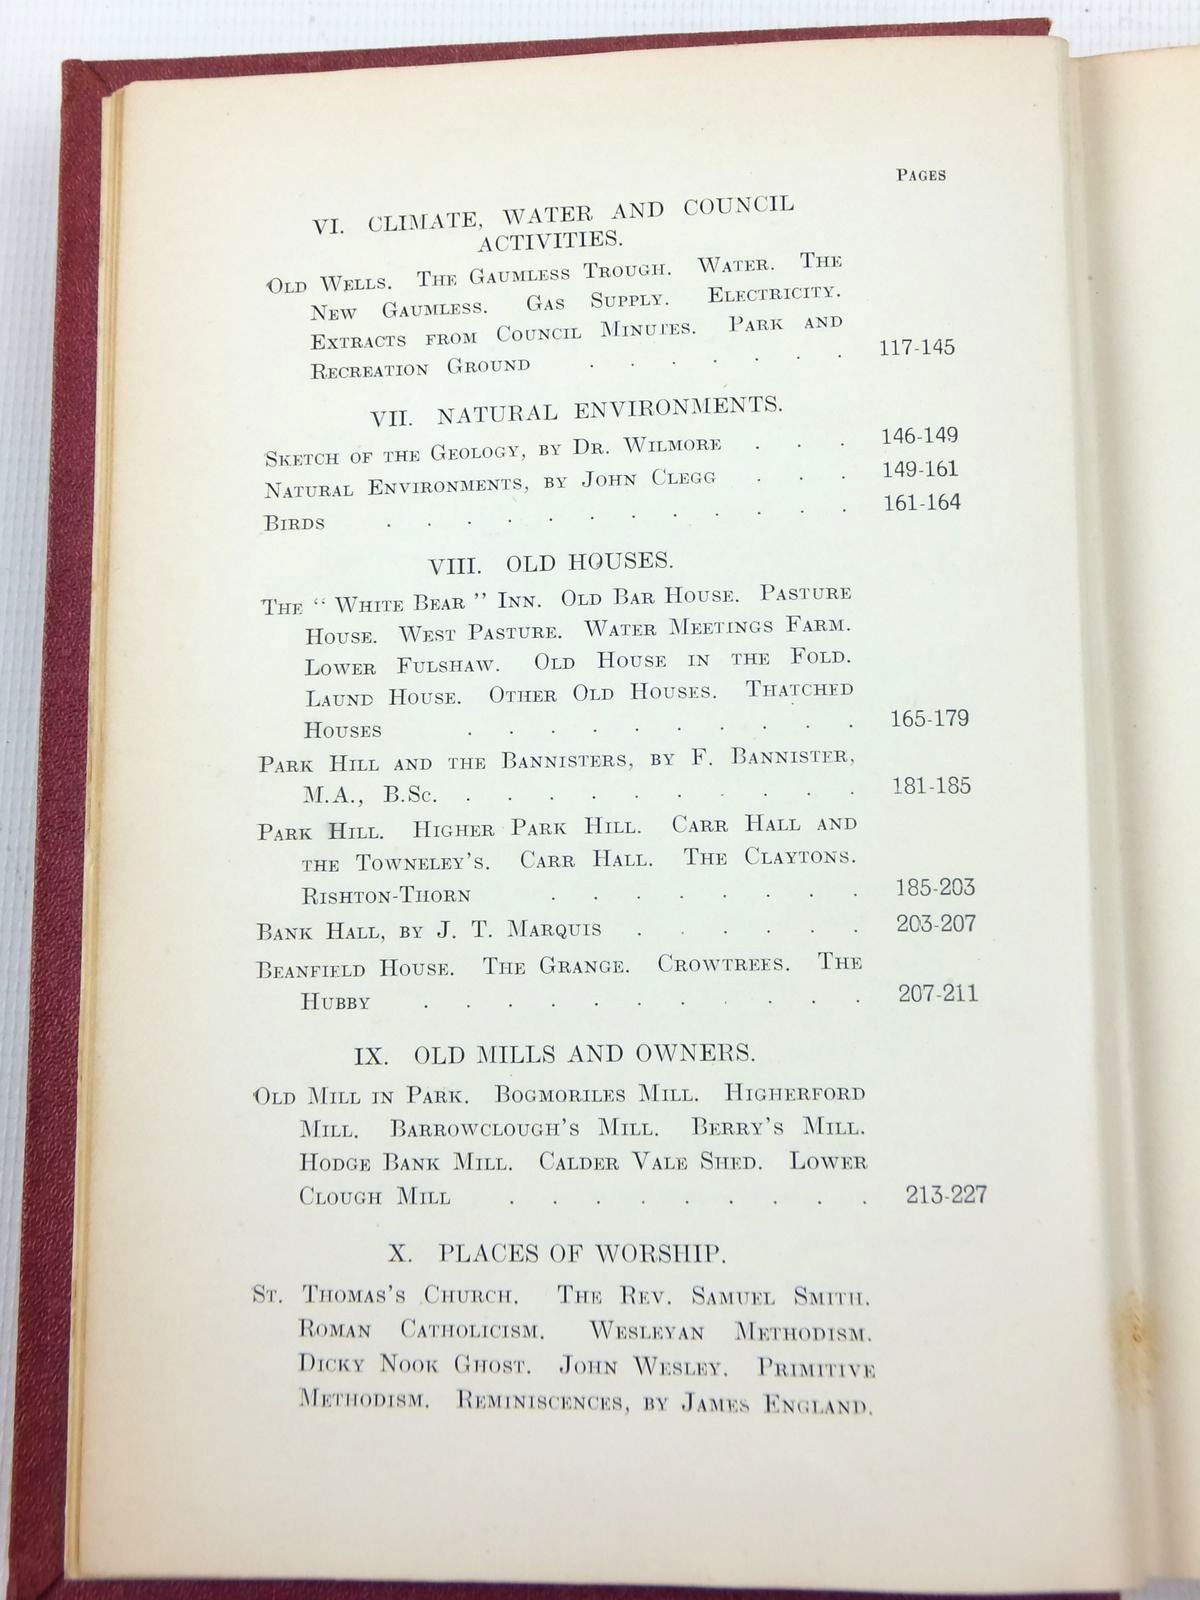 PAGES
VI. CLIMATE, WATER AND COUNCIL
ACTIVITIES.
OLD WELLS. THE GAUMLESS TROUGH. WATER. THE
NEW GAUMLESS. GAS SUPPLY. ELECTRICITY.
EXTRACTS FROM COUNCIL MINUTES. PARK AND
RECREATION GROUND . . . . . . . 117-145
VII. NATURAL ENVIRONMENTS.
SKETCH OF THE GEOLOGY, BY DR. WILMORE . . . 146-149
NATURAL ENVIRONMENTS, BY JOHN CLEGG . . . 149-161
BIRDS . . . . . . . . . . . . 161-164
VIII. OLD HOUSES.
THE "WHITE BEAR" INN. OLD BAR HOUSE. PASTURE
HOUSE. WEST PASTURE. WATER MEETINGS FARM.
LOWER FULSHAW. OLD HOUSE IN THE FOLD.
LAUND HOUSE. OTHER OLD HOUSES. THATCHED
HOUSES . . . . . . . . . . 165-179
PARK HILL AND THE BANNISTERS, BY F. BANNISTER,
M.A., B.SC. . . . . . . . . . . 181-185
PARK HILL. HIGHER PARK HILL. CARR HALL AND
THE TOWNELEY'S. CARR HALL. THE CLAYTONS.
RISHTON-THORN . . . . . . . . 185-203
BANK HALL, BY J. T. MARQUIS . . . . . . 203-207
BEANFIELD HOUSE. THE GRANGE. CROWTREES. THE
HUBBY . . . . . . . . . . . 207-211
IX. OLD MILLS AND OWNERS.
OLD MILL IN PARK. BOGMORILES MILL. HIGHERFORD
MILL. BARROWCLOUGH'S MILL. BERRY'S MILL.
HODGE BANK MILL. CALDER VALE SHED. LOWER
CLOUGH MILL . . . . . . . . . 213-227
X. PLACES OF WORSHIP.
ST. THOMAS'S CHURCH. THE REV. SAMUEL SMITH.
ROMAN CATHOLICISM. WESLEYAN METHODISM.
DICKY NOOK GHOST. JOHN WESLEY. PRIMITIVE
METHODISM. REMINISCENCES, BY JAMES ENGLAND.